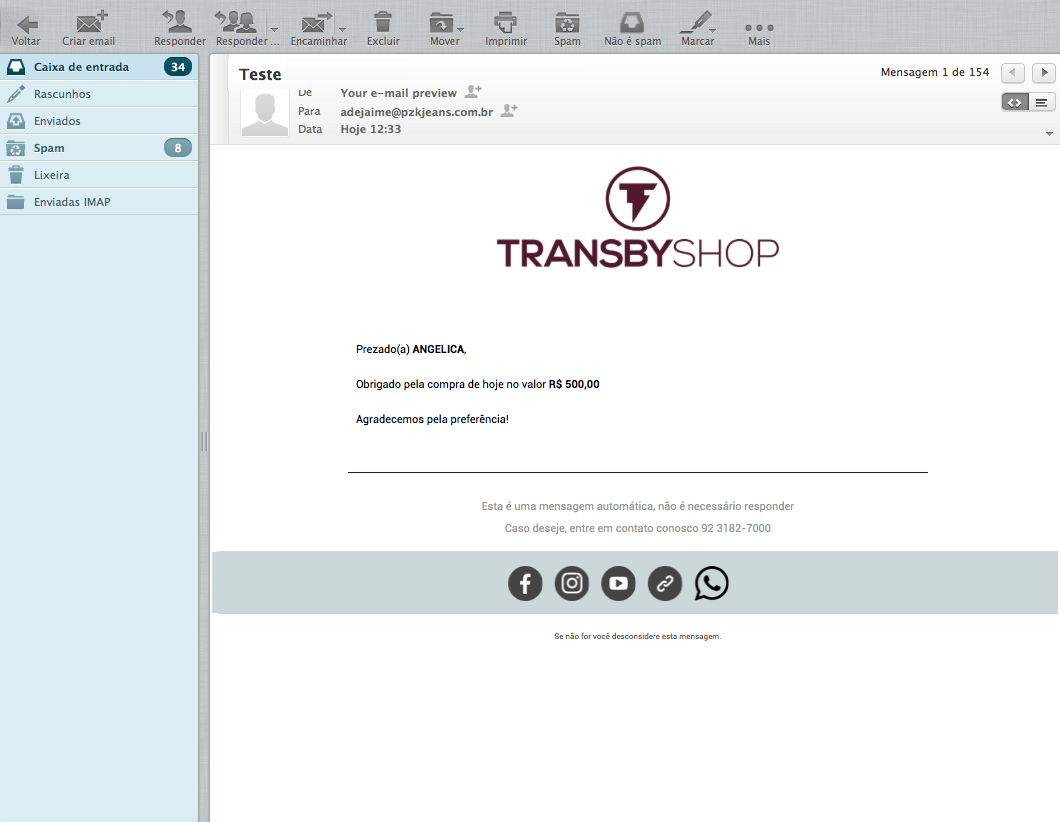 Voltar
Criar email
Responder
Responder ...
Encaminhar
Excluir
Mover
Imprimir
Spam
Não é spam
Marcar
Mais
Caixa de entrada 34
Rascunhos
Enviados
Spam 8
Lixeira
Enviadas IMAP
Teste
Mensagem 1 de 154
De Your e-mail preview
Para adejaime@pzkjeans.com.br
Data Hoje 12:33
TRANSBYSHOP
Prezado(a) ANGELICA,
Obrigado pela compra de hoje no valor R$ 500,00
Agradecemos pela preferência!
Esta é uma mensagem automática, não é necessário responder
Caso deseje, entre em contato conosco 92 3182-7000
Se não for você desconsidere esta mensagem.